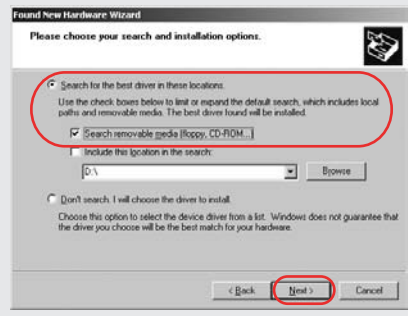 Found New Hardware Wizard
Please choose your search and installation options.
Search for the best driver in these locations.
Use the check boxes below to limit or expand the default search, which includes local
paths and removable media. The best driver found will be installed.
Search removable media (floppy, CD-ROM...)
Include this location in the search:
D:\
Browse
Don't search. I will choose the driver to install.
Choose this option to select the device driver from a list. Windows does not guarantee that
the driver you choose will be the best match for your hardware.
< Back Next > Cancel